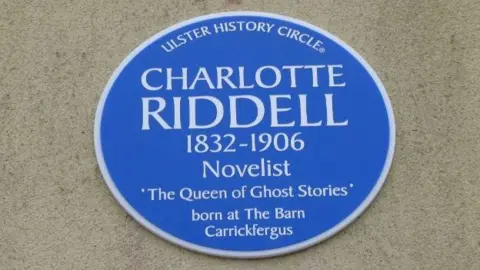 ULSTER HISTORY CIRCLE®
CHARLOTTE
RIDDELL
1832-1906
Novelist
'The Queen of Ghost Stories'
born at The Barn
Carrickfergus